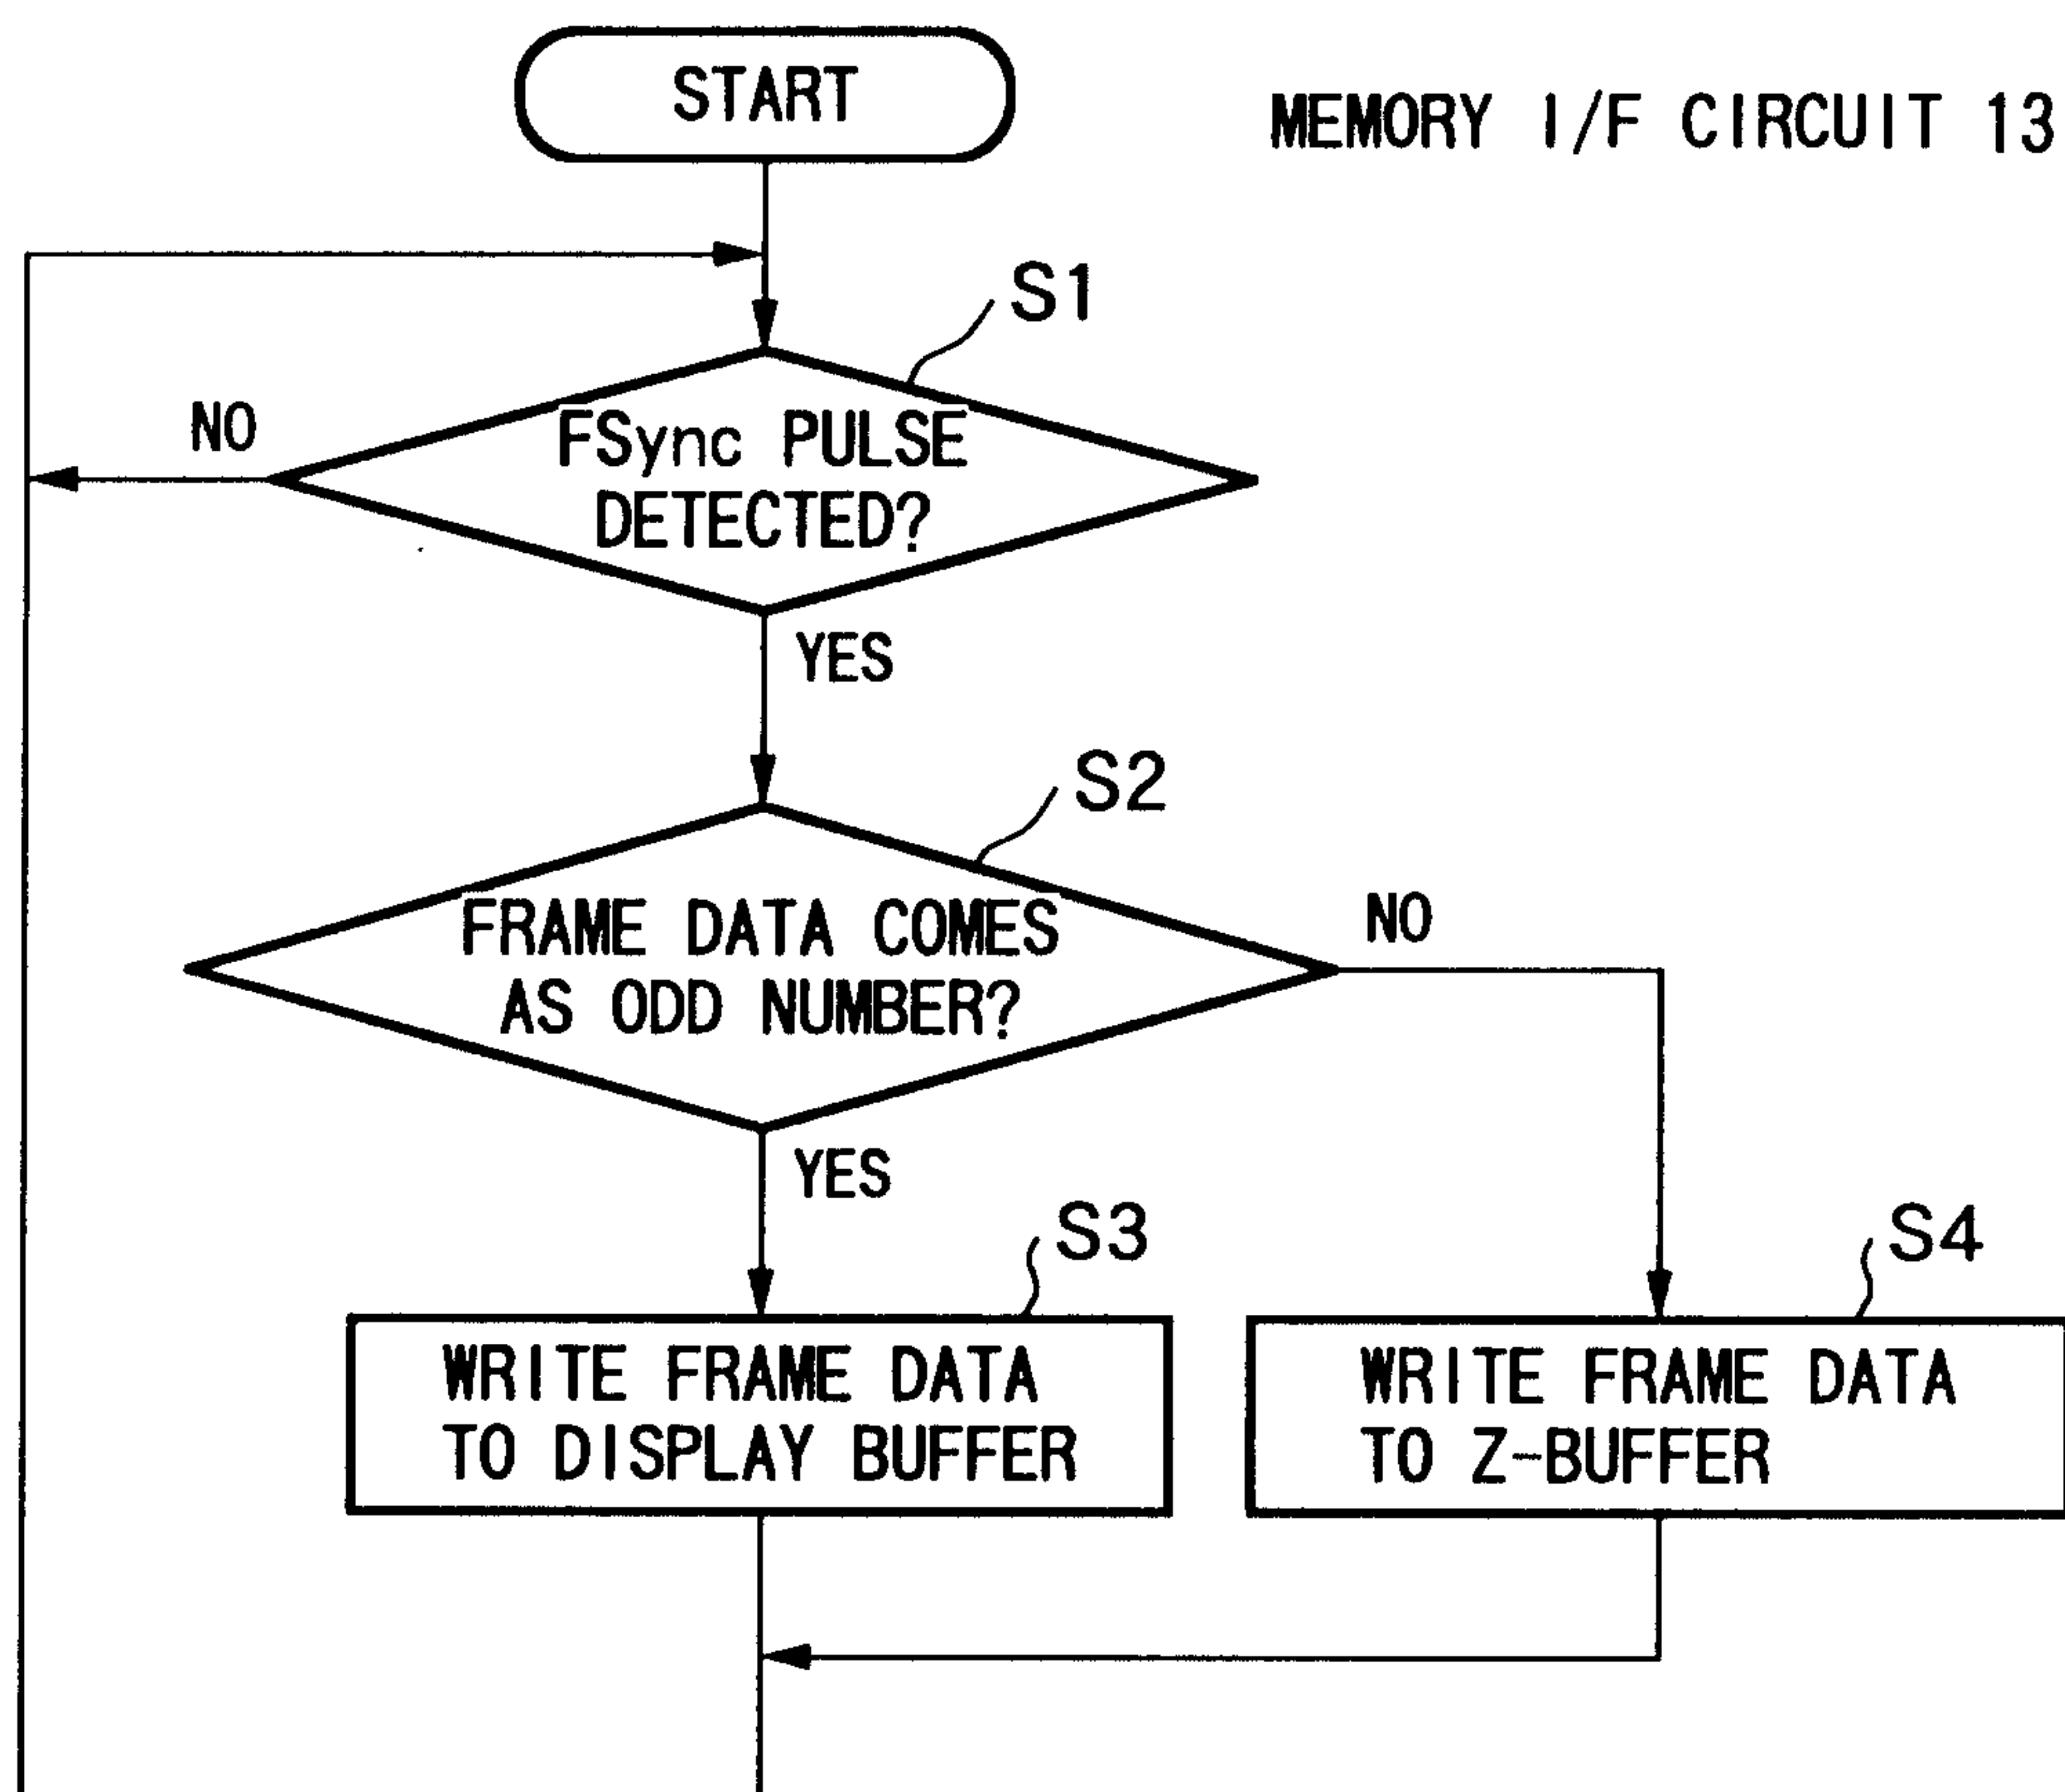 START
MEMORY I/F CIRCUIT 13
S1
NO
FSync PULSE
DETECTED?
YES
S2
FRAME DATA COMES
AS ODD NUMBER?
NO
YES
S3
S4
WRITE FRAME DATA
TO DISPLAY BUFFER
WRITE FRAME DATA
TO Z-BUFFER